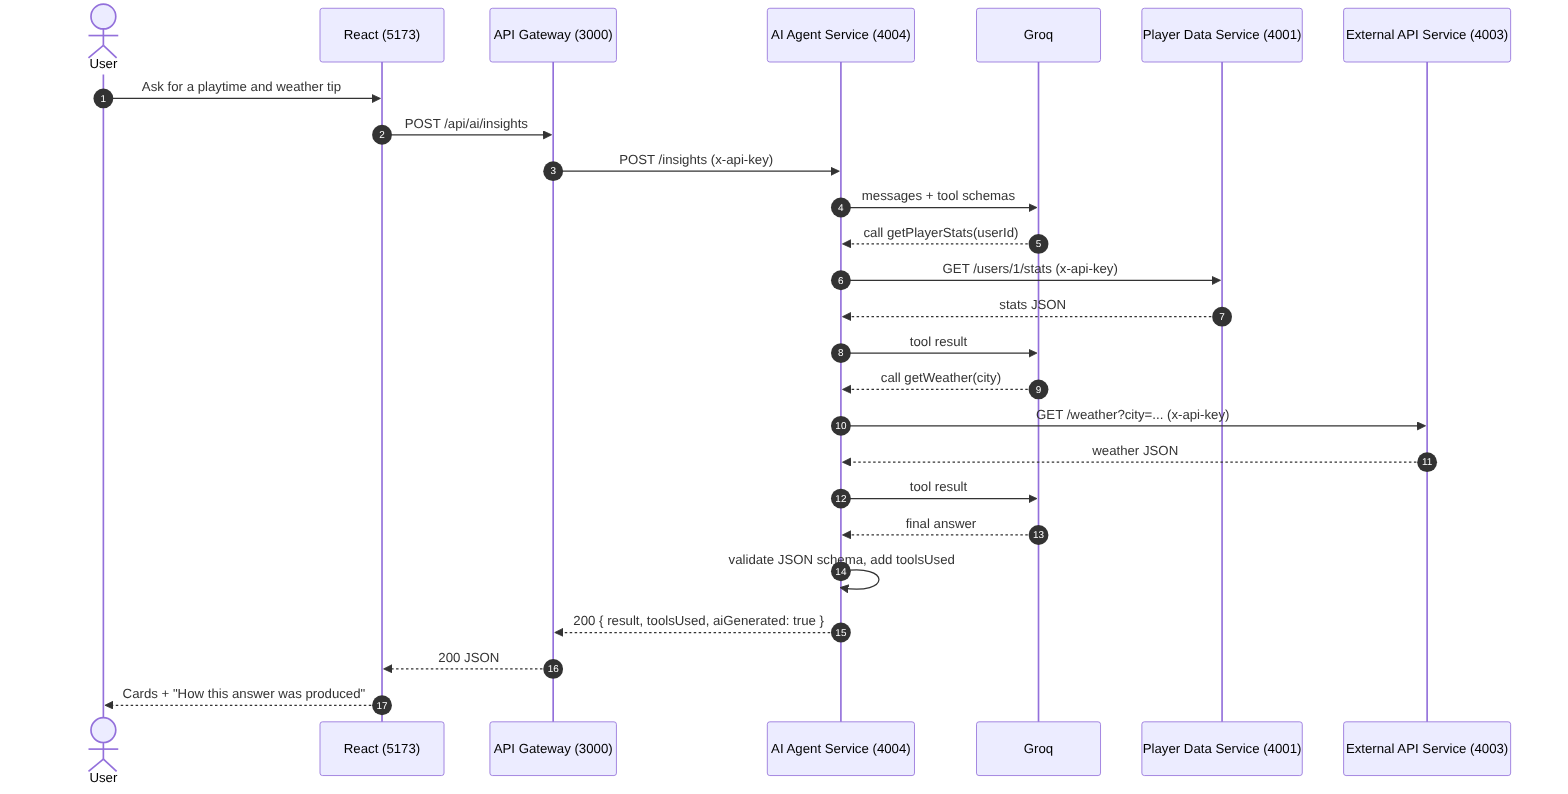 User
React (5173)
API Gateway (3000)
AI Agent Service (4004)
Groq
Player Data Service (4001)
External API Service (4003)
Ask for a playtime and weather tip
1
POST /api/ai/insights
2
POST /insights (x-api-key)
3
messages + tool schemas
4
call getPlayerStats(userId)
5
GET /users/1/stats (x-api-key)
6
stats JSON
7
tool result
8
call getWeather(city)
9
GET /weather?city=... (x-api-key)
10
weather JSON
11
tool result
12
final answer
13
validate JSON schema, add toolsUsed
14
200 { result, toolsUsed, aiGenerated: true }
15
200 JSON
16
Cards + "How this answer was produced"
17
User
React (5173)
API Gateway (3000)
AI Agent Service (4004)
Groq
Player Data Service (4001)
External API Service (4003)